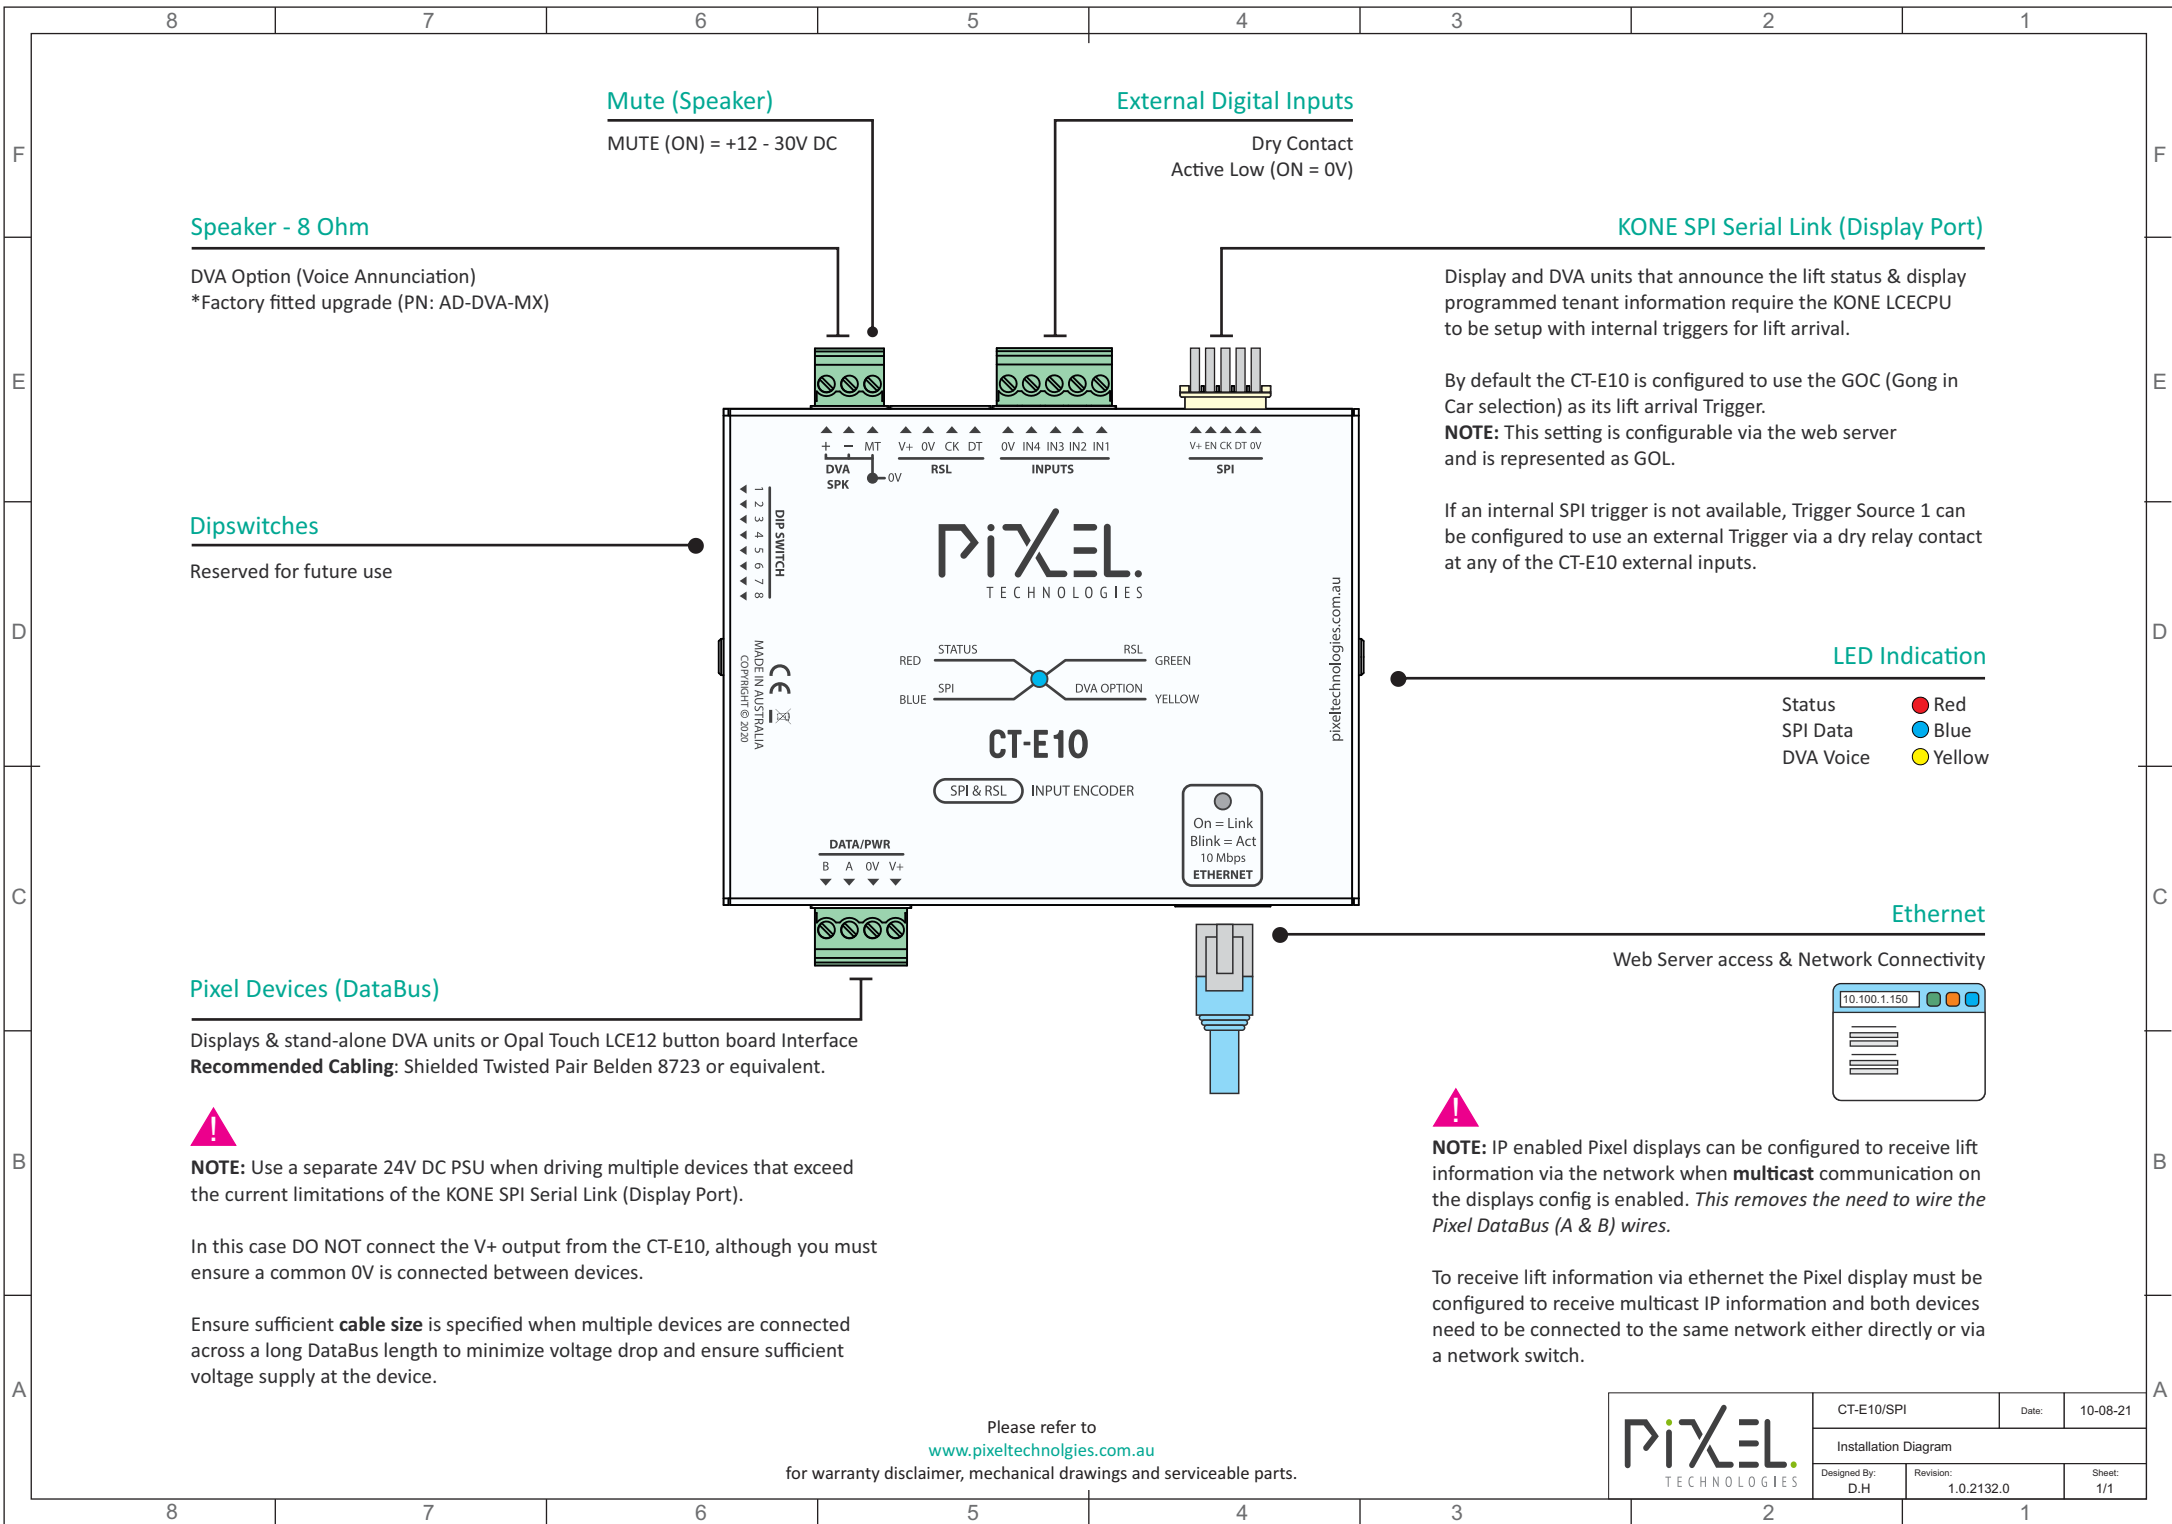 8 7 6 5 4 3 2 1
F
E
D
C
B
A
Mute (Speaker)
MUTE (ON) = +12 - 30V DC
External Digital Inputs
Dry Contact
Active Low (ON = 0V)
Speaker - 8 Ohm
DVA Option (Voice Annunciation)
*Factory fitted upgrade (PN: AD-DVA-MX)
KONE SPI Serial Link (Display Port)
Display and DVA units that announce the lift status & display
programmed tenant information require the KONE LCECPU
to be setup with internal triggers for lift arrival.
By default the CT-E10 is configured to use the GOC (Gong in
Car selection) as its lift arrival Trigger.
NOTE: This setting is configurable via the web server
and is represented as GOL.
If an internal SPI trigger is not available, Trigger Source 1 can
be configured to use an external Trigger via a dry relay contact
at any of the CT-E10 external inputs.
Dipswitches
Reserved for future use
+ − MT V+ 0V CK DT 0V IN4 IN3 IN2 IN1 V+ EN CK DT 0V
DVA
SPK
0V
RSL
INPUTS
SPI
1 2 3 4 5 6 7 8
DIP SWITCH
PiXEL.
TECHNOLOGIES
MADE IN AUSTRALIA
COPYRIGHT © 2020
CE
pixeltechnologies.com.au
RED STATUS RSL GREEN
BLUE SPI DVA OPTION YELLOW
CT-E10
SPI & RSL INPUT ENCODER
On = Link
Blink = Act
10 Mbps
ETHERNET
DATA/PWR
B A 0V V+
LED Indication
Status Red
SPI Data Blue
DVA Voice Yellow
Ethernet
Web Server access & Network Connectivity
10.100.1.150
Pixel Devices (DataBus)
Displays & stand-alone DVA units or Opal Touch LCE12 button board Interface
Recommended Cabling: Shielded Twisted Pair Belden 8723 or equivalent.
!
NOTE: Use a separate 24V DC PSU when driving multiple devices that exceed
the current limitations of the KONE SPI Serial Link (Display Port).
In this case DO NOT connect the V+ output from the CT-E10, although you must
ensure a common 0V is connected between devices.
Ensure sufficient cable size is specified when multiple devices are connected
across a long DataBus length to minimize voltage drop and ensure sufficient
voltage supply at the device.
!
NOTE: IP enabled Pixel displays can be configured to receive lift
information via the network when multicast communication on
the displays config is enabled. This removes the need to wire the
Pixel DataBus (A & B) wires.
To receive lift information via ethernet the Pixel display must be
configured to receive multicast IP information and both devices
need to be connected to the same network either directly or via
a network switch.
Please refer to
www.pixeltechnolgies.com.au
for warranty disclaimer, mechanical drawings and serviceable parts.
PiXEL.
TECHNOLOGIES
CT-E10/SPI Date: 10-08-21
Installation Diagram
Designed By: Revision: Sheet:
D.H 1.0.2132.0 1/1
F
E
D
C
B
A
8 7 6 5 4 3 2 1